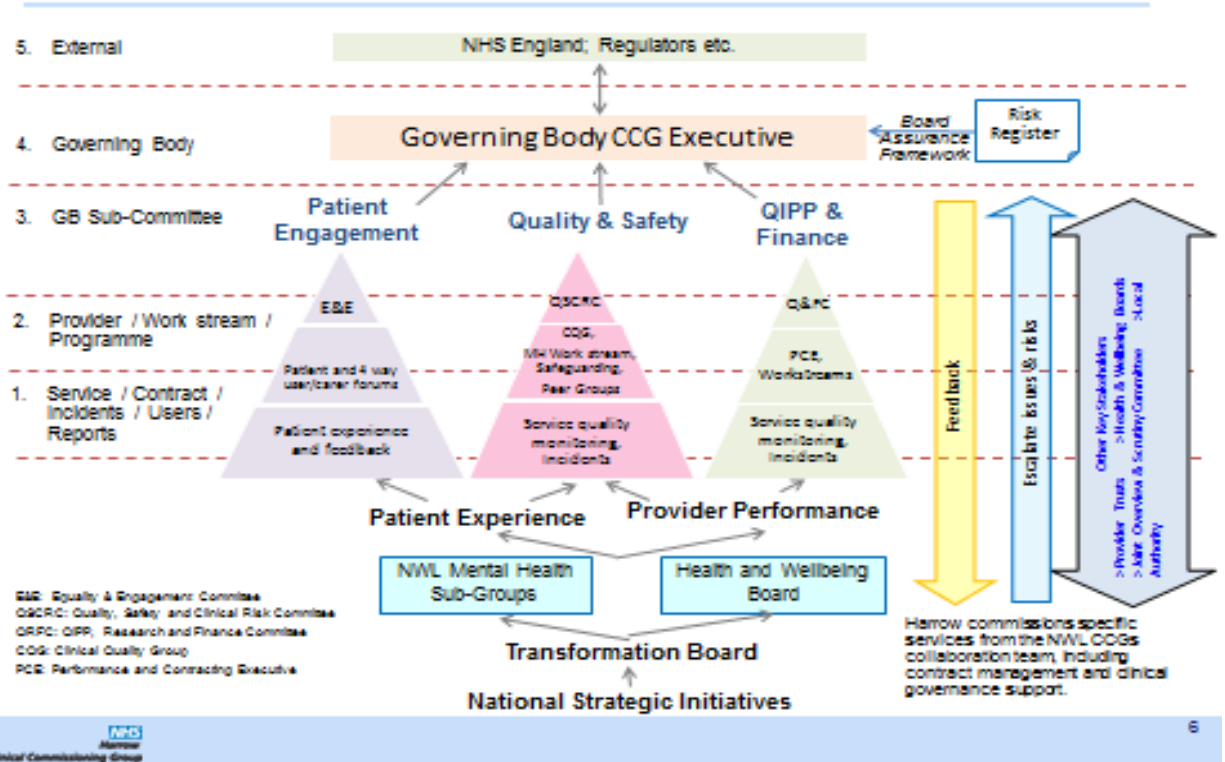 5. External
NHS England; Regulators etc.
4. Governing Body
Governing Body CCG Executive
Board
Assurance
Framework
Risk
Register
3. GB Sub-Committee
Patient
Engagement
Quality & Safety
QIPP &
Finance
2. Provider / Work stream /
Programme
1. Service / Contract /
Incidents / Users /
Reports
E&E
Patient and 4 way
user/carer forums
Patient experience
and feedback
QSCRC
CQG,
MH Work stream,
Safeguarding,
Peer Groups
Service quality
monitoring,
Incidents
Q&FC
PCE,
Workstreams
Service quality
monitoring,
Incidents
Feedback
Escalate issues & risks
Other Key Stakeholders
>Provider Trusts >Health & Wellbeing Boards
>Joint Overview & Scrutiny Committee >Local
Authority
Patient Experience
Provider Performance
NWL Mental Health
Sub-Groups
Health and Wellbeing
Board
Transformation Board
National Strategic Initiatives
E&E: Equality & Engagement Committee
QSCRC: Quality, Safety and Clinical Risk Committee
QRFC: QIPP, Research and Finance Committee
CQG: Clinical Quality Group
PCE: Performance and Contracting Executive
Harrow commissions specific
services from the NWL CCGs
collaboration team, including
contract management and clinical
governance support.
NHS
Harrow
Clinical Commissioning Group
6